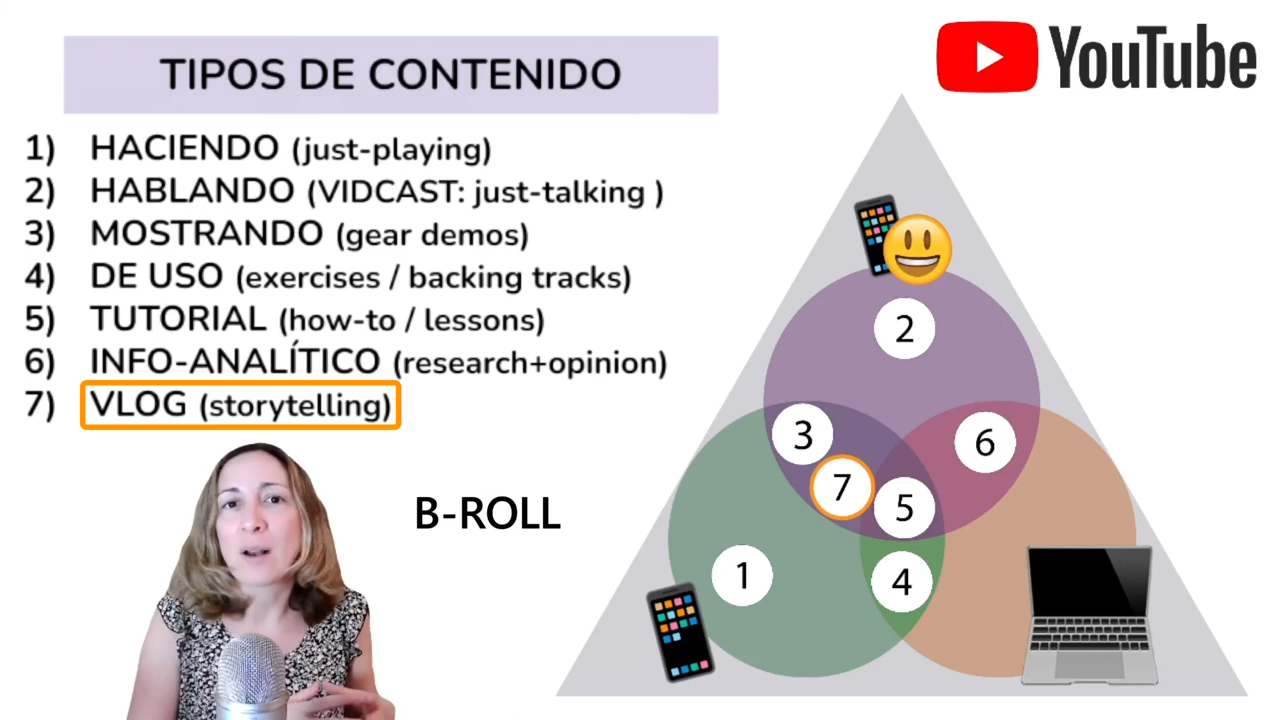 YouTube
TIPOS DE CONTENIDO
1) HACIENDO (just-playing)
2) HABLANDO (VIDCAST: just-talking )
3) MOSTRANDO (gear demos)
4) DE USO (exercises / backing tracks)
5) TUTORIAL (how-to / lessons)
6) INFO-ANALÍTICO (research+opinion)
7) VLOG (storytelling)
B-ROLL
2
3
6
7
5
1
4